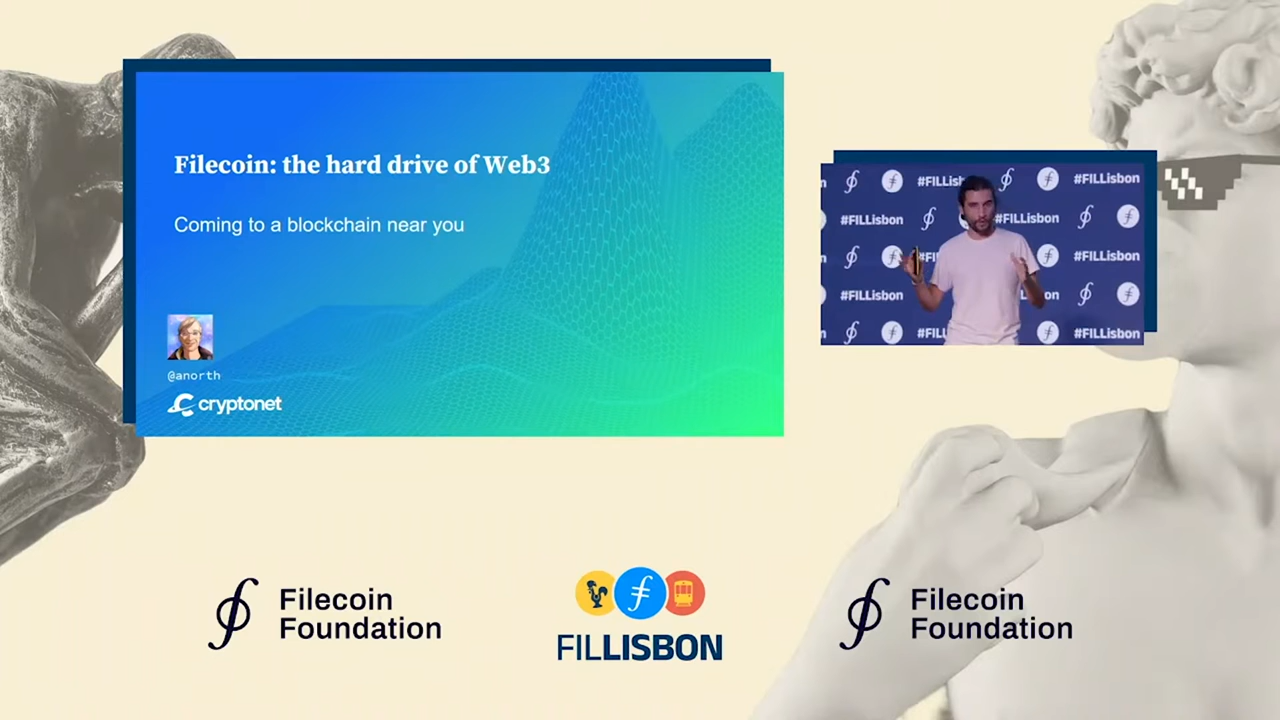 Filecoin: the hard drive of Web3
Coming to a blockchain near you
@anorth
cryptonet
#FILLisbon
#FILLisbon
#FILLisbon
#FILLisbon
#FILLisbon
#FILLisbon
Filecoin
Foundation
FILLISBON
Filecoin
Foundation